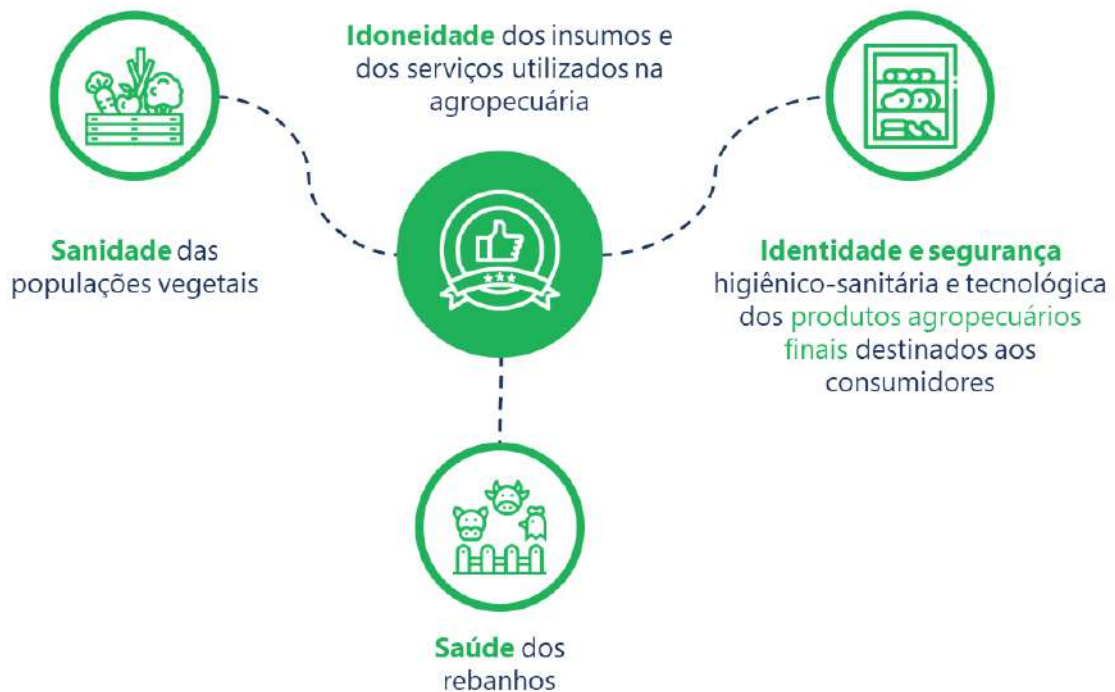 Idoneidade dos insumos e
dos serviços utilizados na
agropecuária
Sanidade das
populações vegetais
Identidade e segurança
higiênico-sanitária e tecnológica
dos produtos agropecuários
finais destinados aos
consumidores
Saúde dos
rebanhos